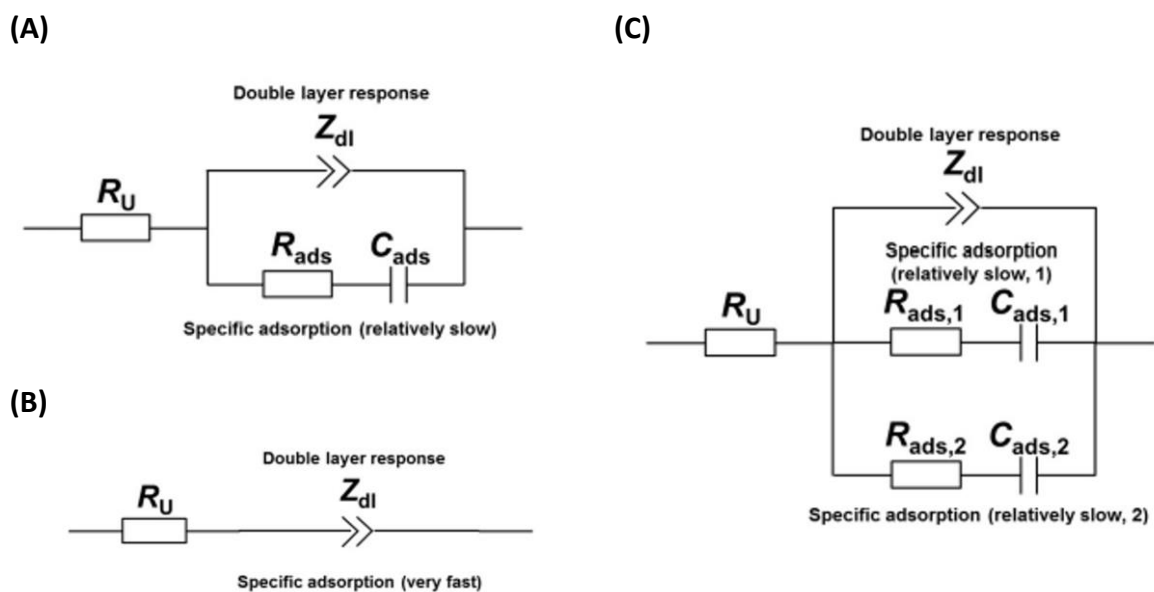 (A)
Double layer response
Zdl
RU
Rads Cads
Specific adsorption (relatively slow)
(B)
Double layer response
Zdl
RU
Specific adsorption (very fast)
(C)
Double layer response
Zdl
Specific adsorption
(relatively slow, 1)
Rads,1 Cads,1
RU
Rads,2 Cads,2
Specific adsorption (relatively slow, 2)